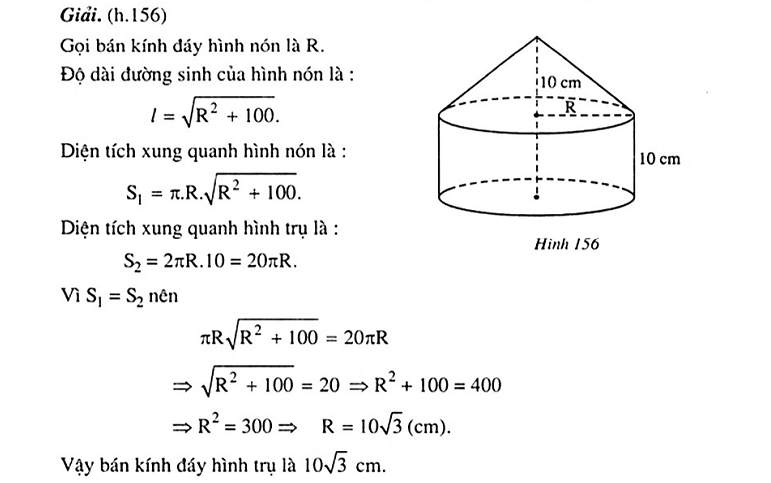 Giải. (h.156)
Gọi bán kính đáy hình nón là R.
Độ dài đường sinh của hình nón là :
l = √(R² + 100).
Diện tích xung quanh hình nón là :
S₁ = π.R.√(R² + 100).
Diện tích xung quanh hình trụ là :
S₂ = 2πR.10 = 20πR.
Vì S₁ = S₂ nên
πR√(R² + 100) = 20πR
⇒ √(R² + 100) = 20 ⇒ R² + 100 = 400
⇒ R² = 300 ⇒ R = 10√3 (cm).
Vậy bán kính đáy hình trụ là 10√3 cm.
10 cm
R
10 cm
Hình 156